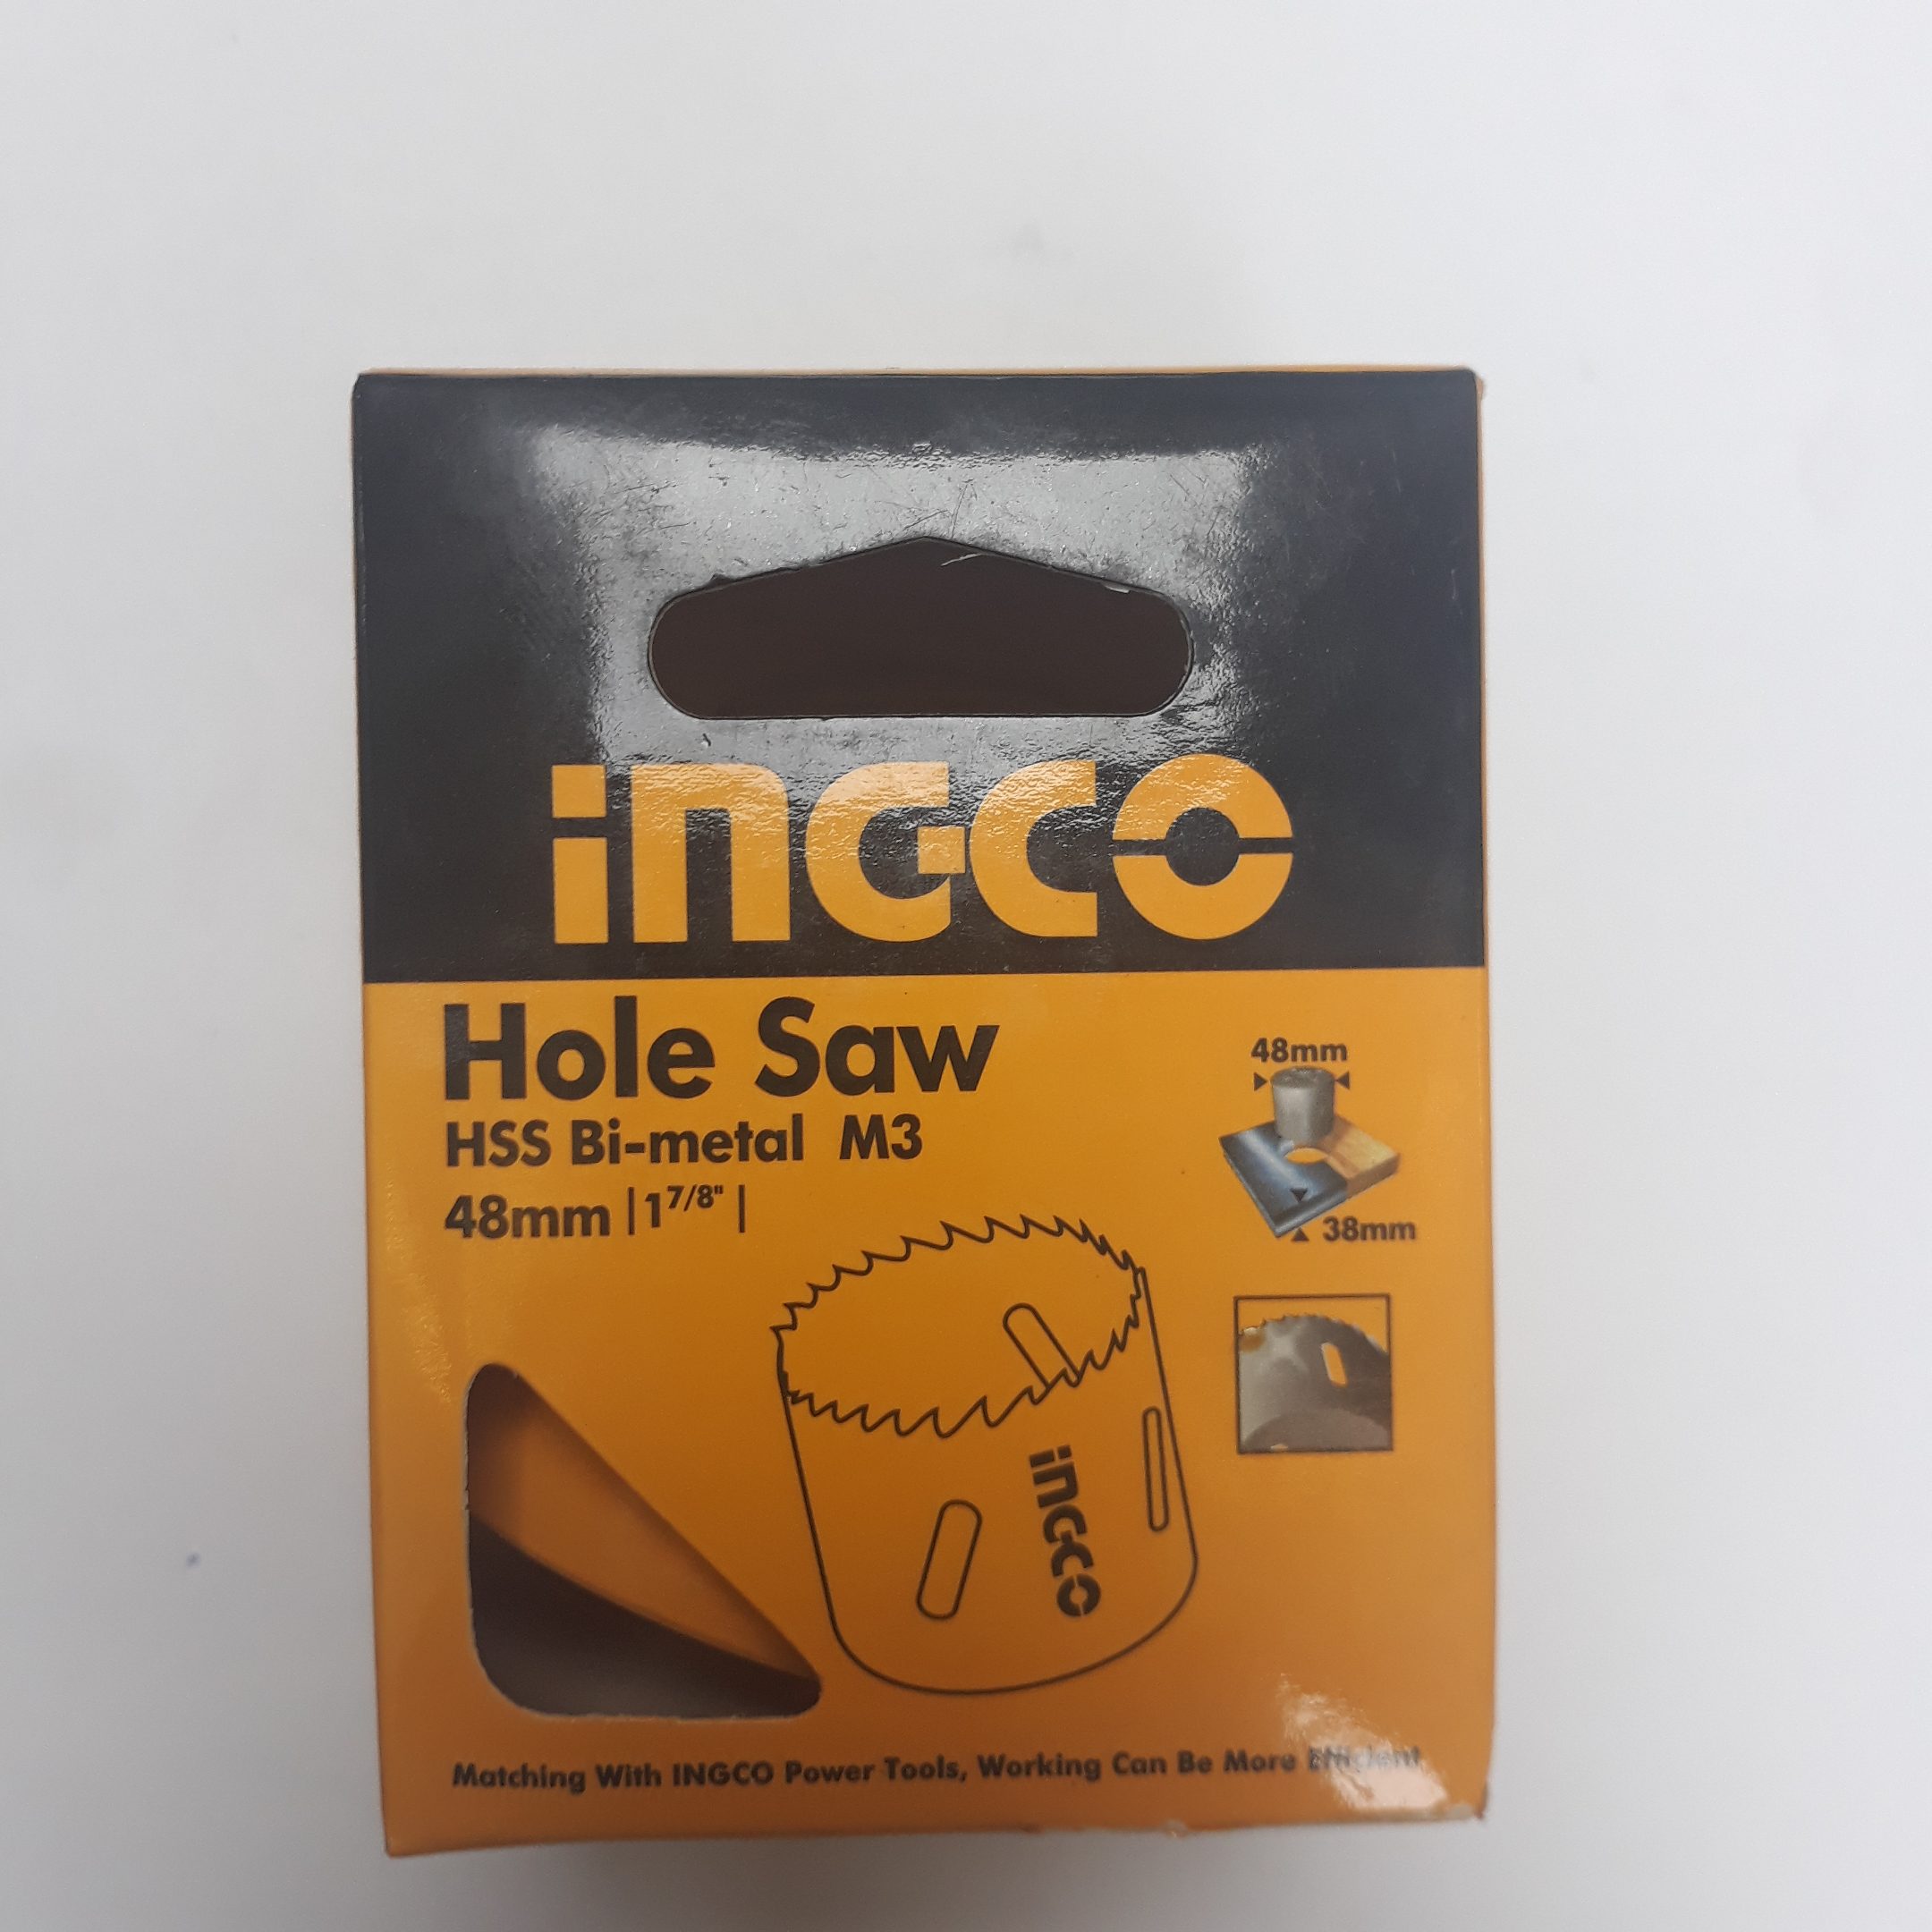 INGCO
Hole Saw
HSS Bi-metal M3
48mm | 1 7/8" |
48mm
38mm
INGCO
Matching With INGCO Power Tools, Working Can Be More Efficient